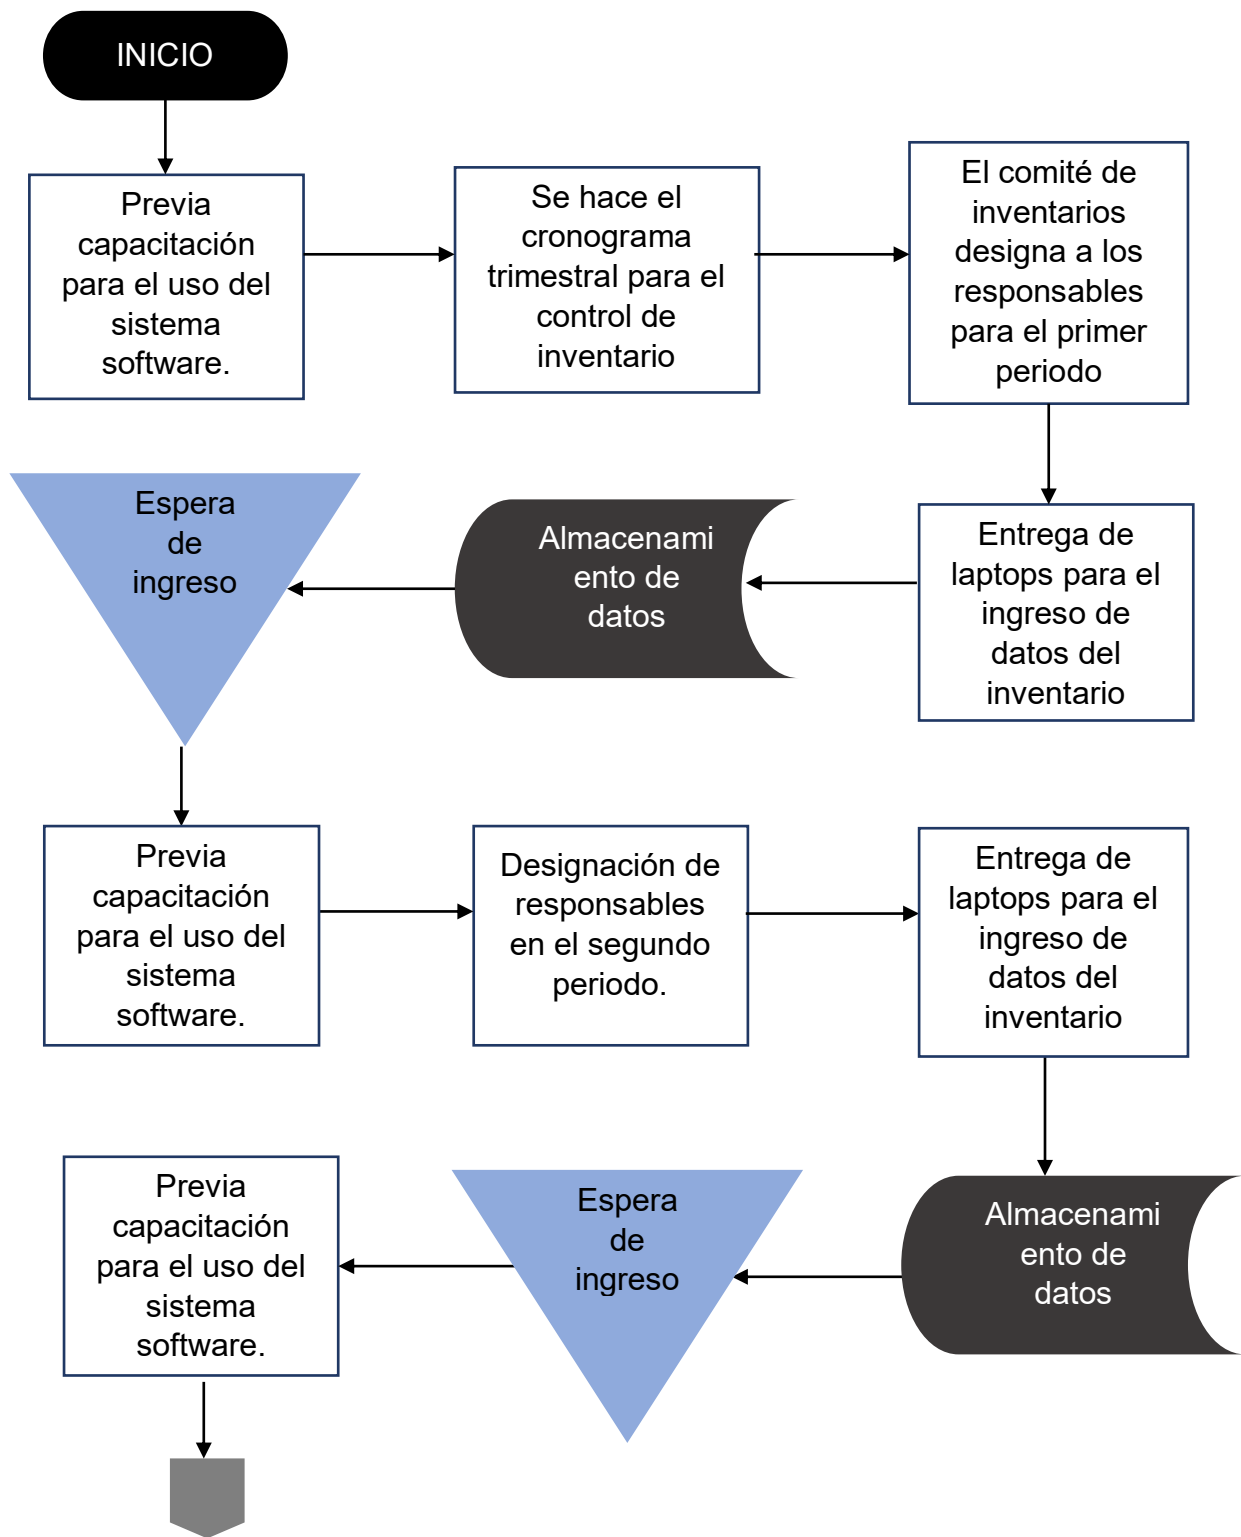 INICIO
Previa
capacitación
para el uso del
sistema
software.
Se hace el
cronograma
trimestral para el
control de
inventario
El comité de
inventarios
designa a los
responsables
para el primer
periodo
Entrega de
laptops para el
ingreso de
datos del
inventario
Almacenami
ento de
datos
Espera
de
ingreso
Previa
capacitación
para el uso del
sistema
software.
Designación de
responsables
en el segundo
periodo.
Entrega de
laptops para el
ingreso de
datos del
inventario
Almacenami
ento de
datos
Espera
de
ingreso
Previa
capacitación
para el uso del
sistema
software.